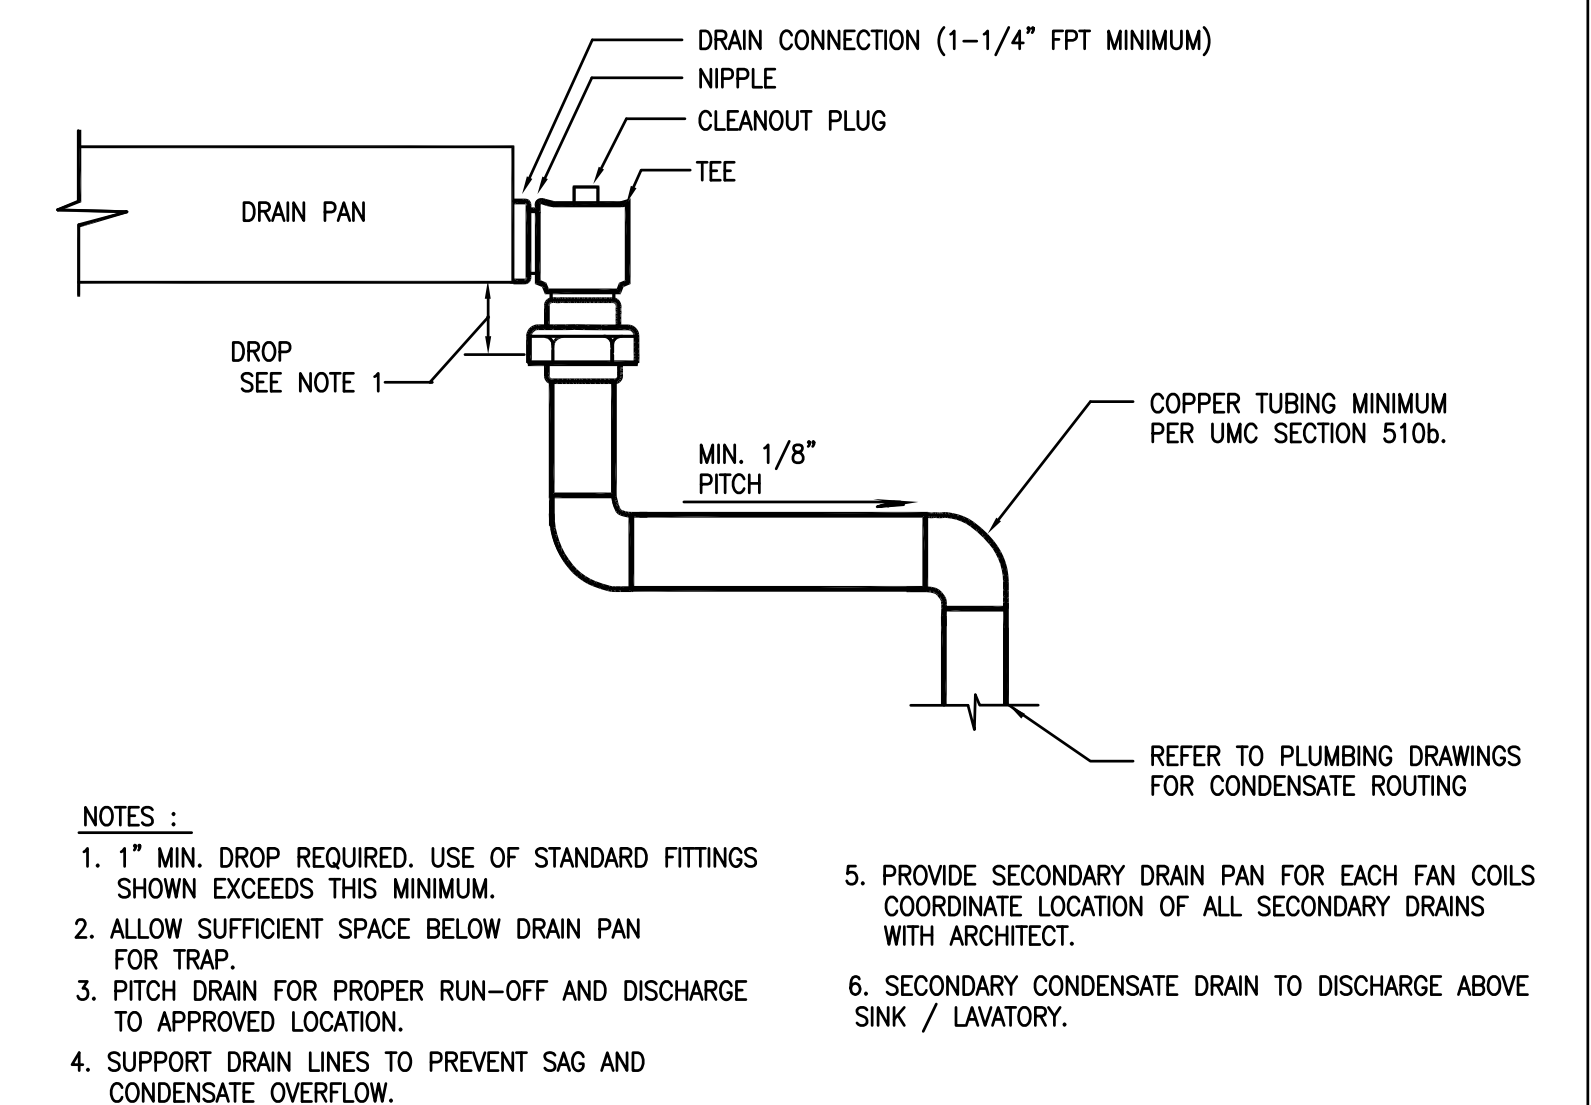 DRAIN CONNECTION (1-1/4" FPT MINIMUM)
NIPPLE
CLEANOUT PLUG
TEE
DRAIN PAN
DROP
SEE NOTE 1
COPPER TUBING MINIMUM
PER UMC SECTION 510b.
MIN. 1/8"
PITCH
REFER TO PLUMBING DRAWINGS
FOR CONDENSATE ROUTING
NOTES :
1. 1" MIN. DROP REQUIRED. USE OF STANDARD FITTINGS
SHOWN EXCEEDS THIS MINIMUM.
2. ALLOW SUFFICIENT SPACE BELOW DRAIN PAN
FOR TRAP.
3. PITCH DRAIN FOR PROPER RUN-OFF AND DISCHARGE
TO APPROVED LOCATION.
4. SUPPORT DRAIN LINES TO PREVENT SAG AND
CONDENSATE OVERFLOW.
5. PROVIDE SECONDARY DRAIN PAN FOR EACH FAN COILS
COORDINATE LOCATION OF ALL SECONDARY DRAINS
WITH ARCHITECT.
6. SECONDARY CONDENSATE DRAIN TO DISCHARGE ABOVE
SINK / LAVATORY.